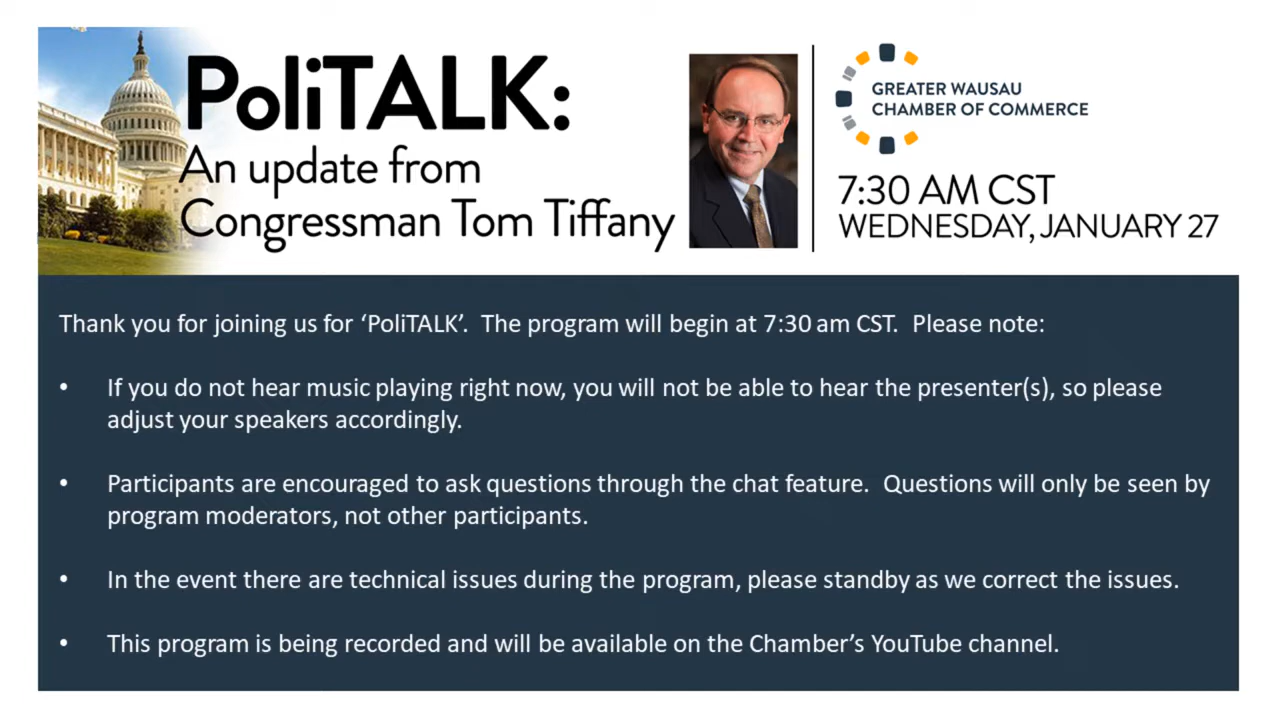 PoliTALK:
An update from
Congressman Tom Tiffany
GREATER WAUSAU
CHAMBER OF COMMERCE
7:30 AM CST
WEDNESDAY, JANUARY 27
Thank you for joining us for ‘PoliTALK’.  The program will begin at 7:30 am CST.  Please note:
• If you do not hear music playing right now, you will not be able to hear the presenter(s), so please
adjust your speakers accordingly.
• Participants are encouraged to ask questions through the chat feature.  Questions will only be seen by
program moderators, not other participants.
• In the event there are technical issues during the program, please standby as we correct the issues.
• This program is being recorded and will be available on the Chamber’s YouTube channel.